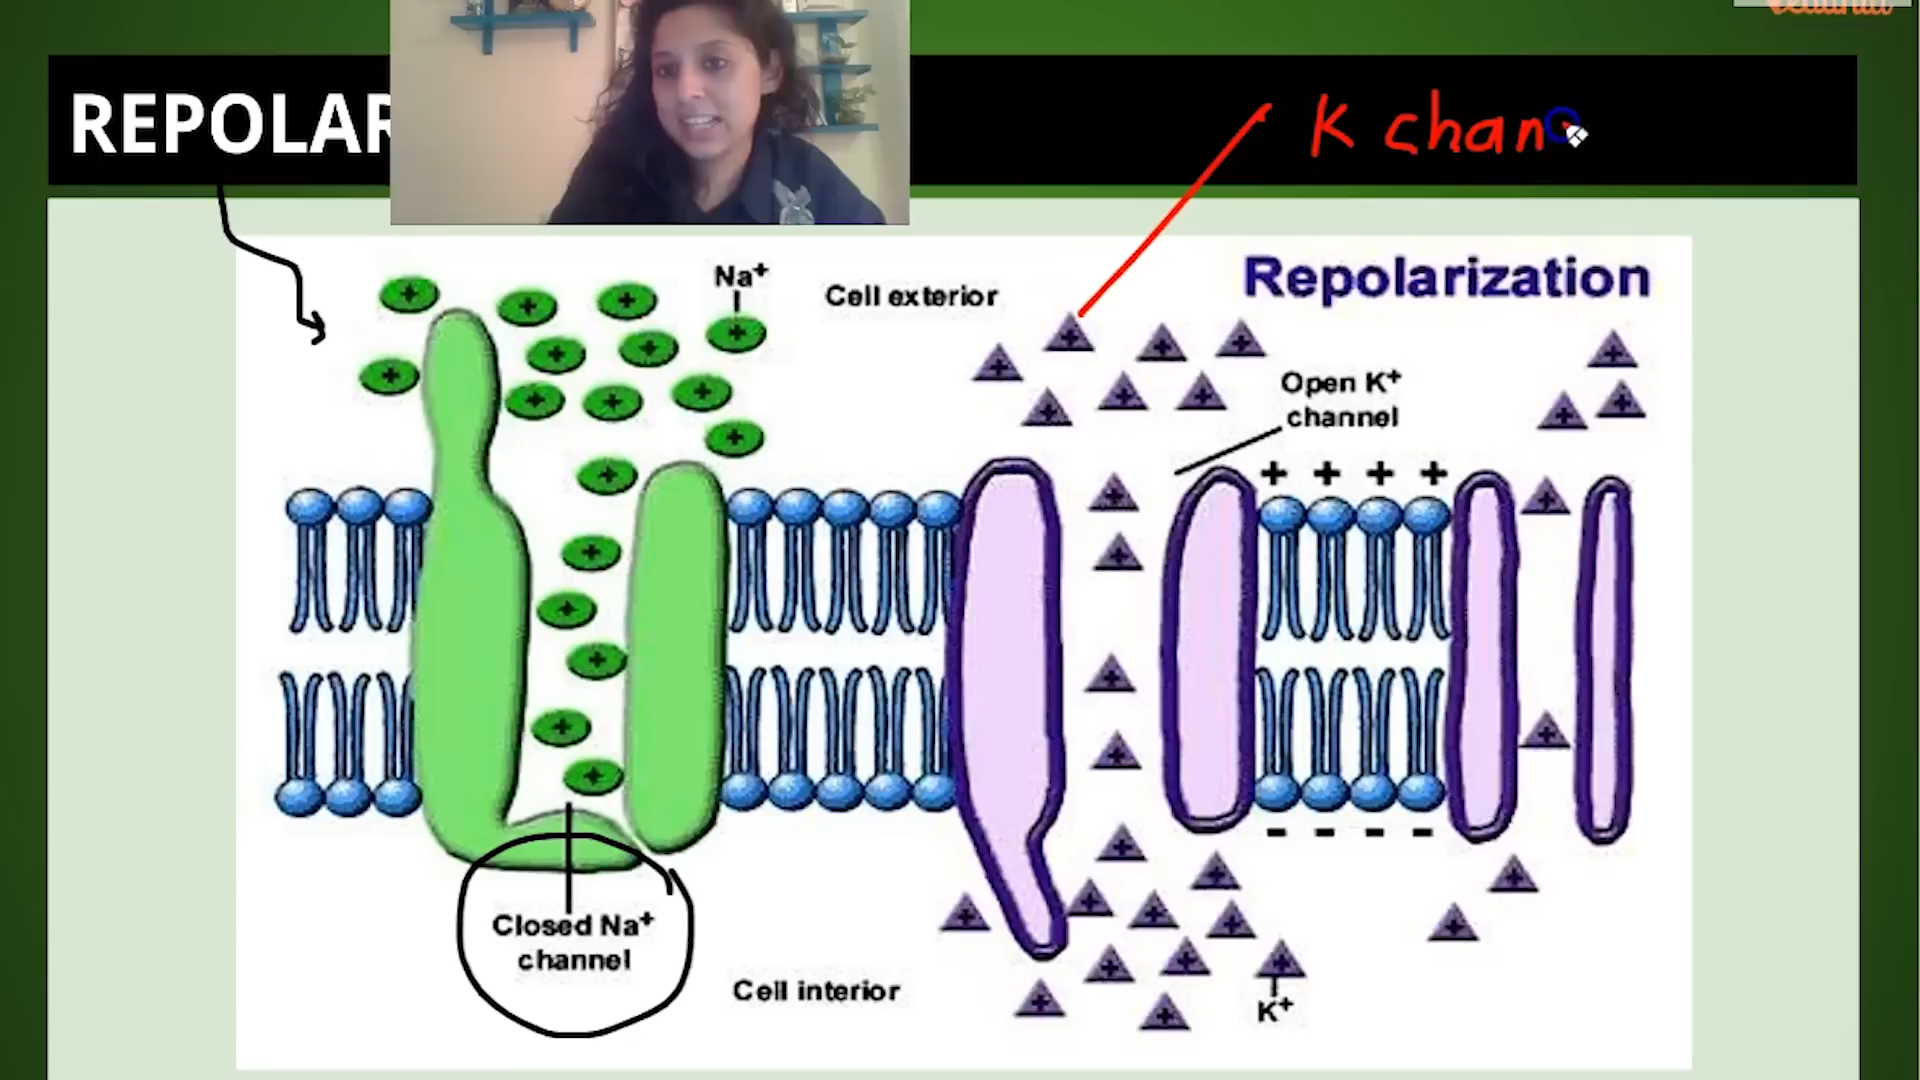 REPOLAR
K chan
Repolarization
Na+
Cell exterior
Open K+
channel
+ + + +
- - - -
Closed Na+
channel
Cell interior
K+